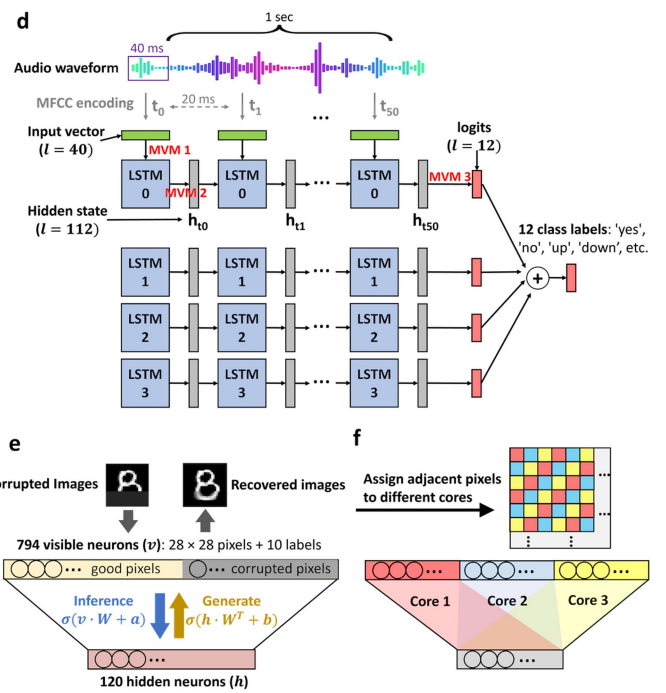 d
1 sec
40 ms
Audio waveform
MFCC encoding
t0
20 ms
t1
t50
...
Input vector
(l = 40)
MVM 1
logits
(l = 12)
LSTM
0
MVM 2
LSTM
0
...
LSTM
0
MVM 3
Hidden state
(l = 112)
ht0
ht1
ht50
12 class labels: 'yes',
'no', 'up', 'down', etc.
+
LSTM
1
LSTM
1
...
LSTM
1
LSTM
2
LSTM
2
...
LSTM
2
LSTM
3
LSTM
3
...
LSTM
3
e
orrupted Images
Recovered images
794 visible neurons (v): 28 × 28 pixels + 10 labels
... good pixels
... corrupted pixels
Inference
σ(v · W + a)
Generate
σ(h · W^T + b)
...
120 hidden neurons (h)
f
Assign adjacent pixels
to different cores
...
...
...
...
...
...
...
Core 1
Core 2
Core 3
...